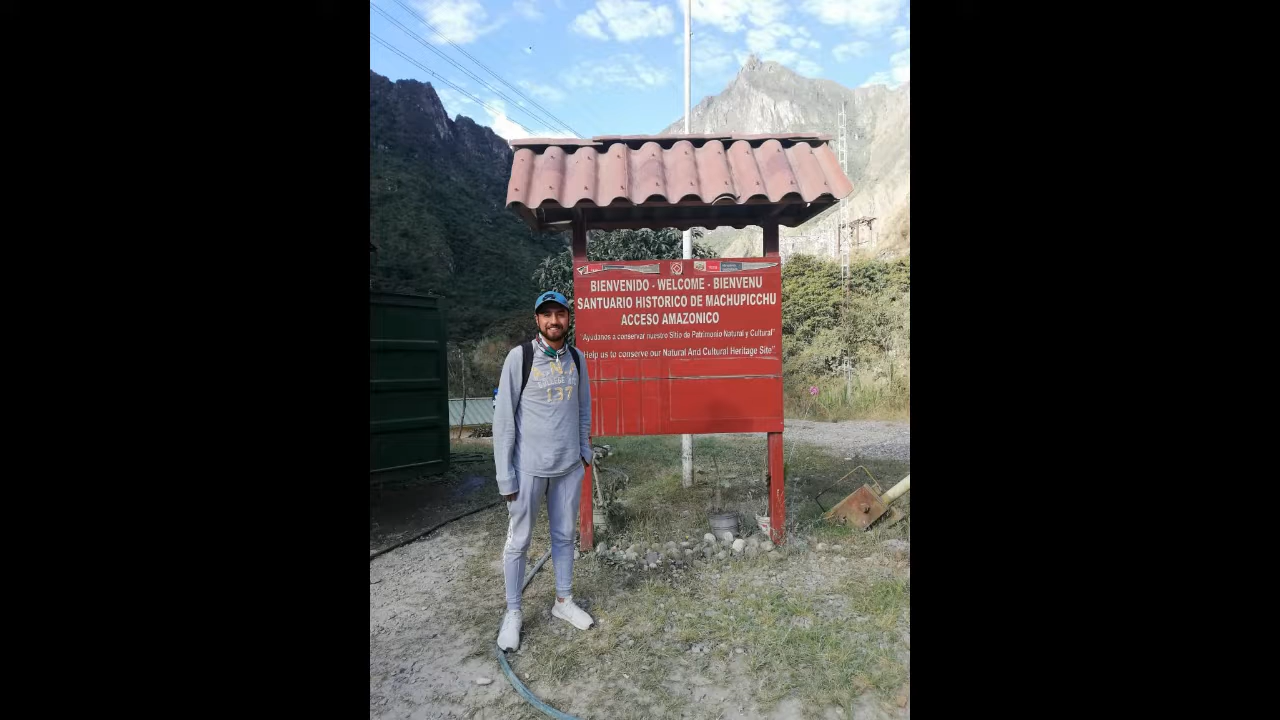 BIENVENIDO - WELCOME - BIENVENU
SANTUARIO HISTORICO DE MACHUPICCHU
ACCESO AMAZONICO
"Ayudanos a conservar nuestro Sitio de Patrimonio Natural y Cultural"
Help us to conserve our Natural And Cultural Heritage Site"
137